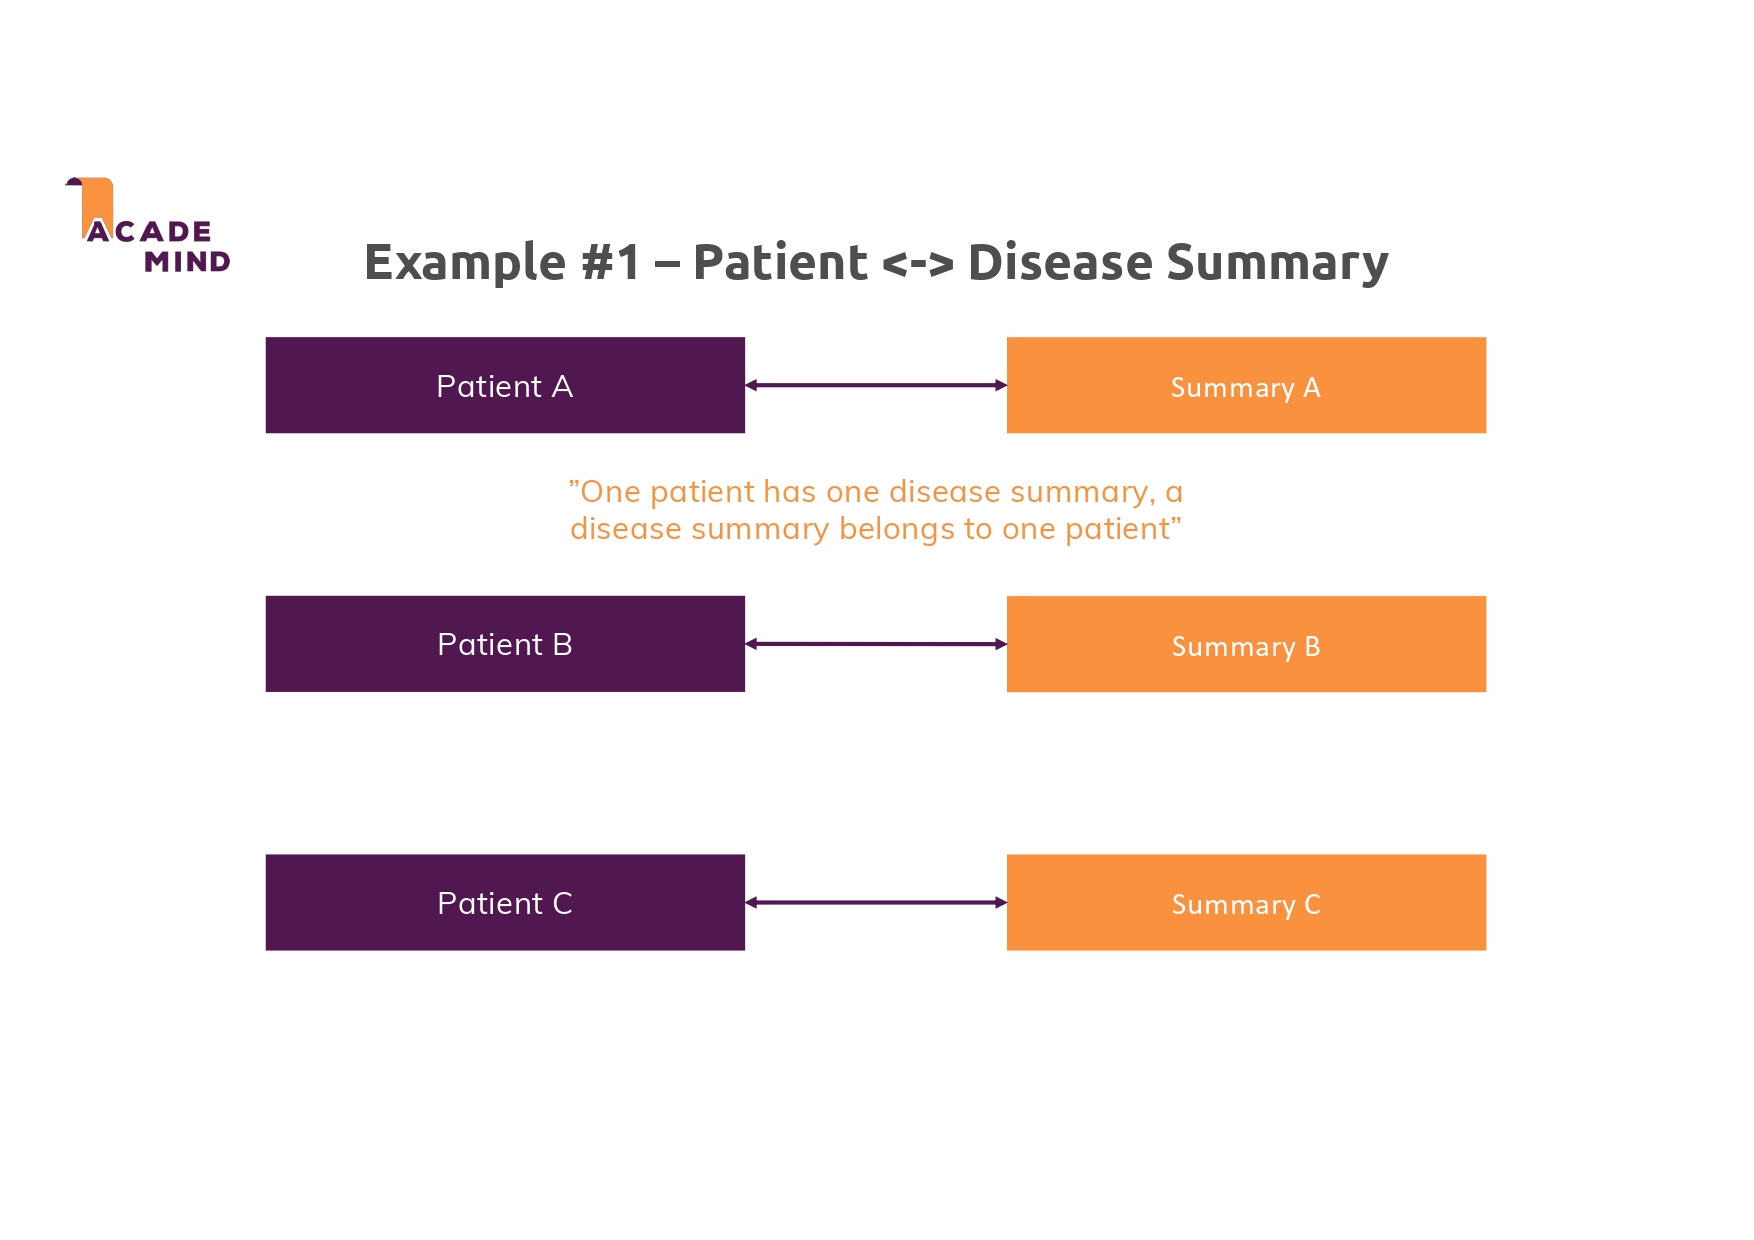 ACADE
MIND
Example #1 – Patient <-> Disease Summary
Patient A
Summary A
”One patient has one disease summary, a
disease summary belongs to one patient”
Patient B
Summary B
Patient C
Summary C